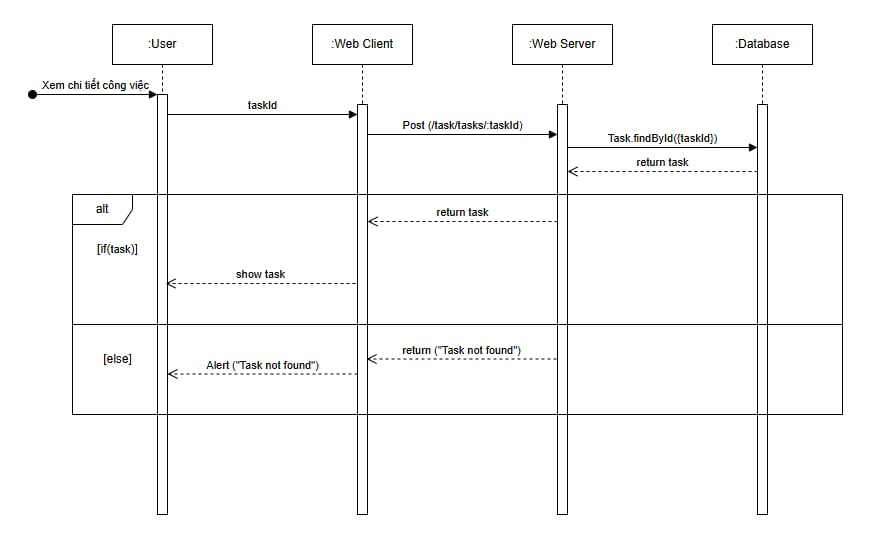 :User
:Web Client
:Web Server
:Database
Xem chi tiết công việc
taskId
Post (/task/tasks/:taskId)
Task.findById({taskId})
return task
alt
return task
[if(task)]
show task
return ("Task not found")
[else]
Alert ("Task not found")